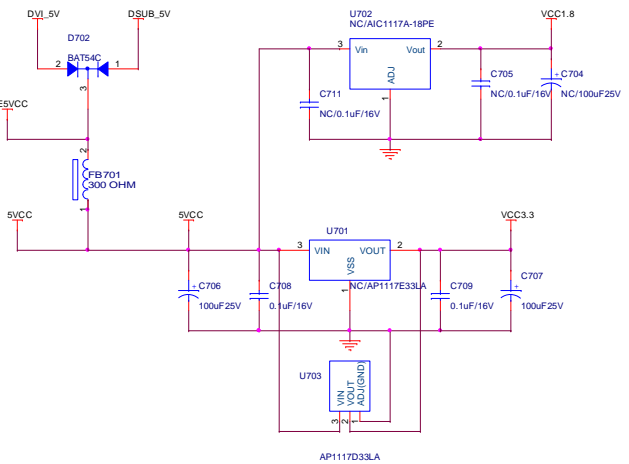 DVI_5V
DSUB_5V
D702
BAT54C
2
1
3
E5VCC
2
FB701
300 OHM
1
5VCC
5VCC
U702
NC/AIC1117A-18PE
VCC1.8
3
Vin
Vout
2
ADJ
1
C711
NC/0.1uF/16V
C705
NC/0.1uF/16V
+
C704
NC/100uF25V
U701
VCC3.3
3
VIN
VOUT
2
VSS
NC/AP1117E33LA
1
+
C706
100uF25V
C708
0.1uF/16V
C709
0.1uF/16V
+
C707
100uF25V
U703
VIN
VOUT
ADJ(GND)
3
2
1
AP1117D33LA